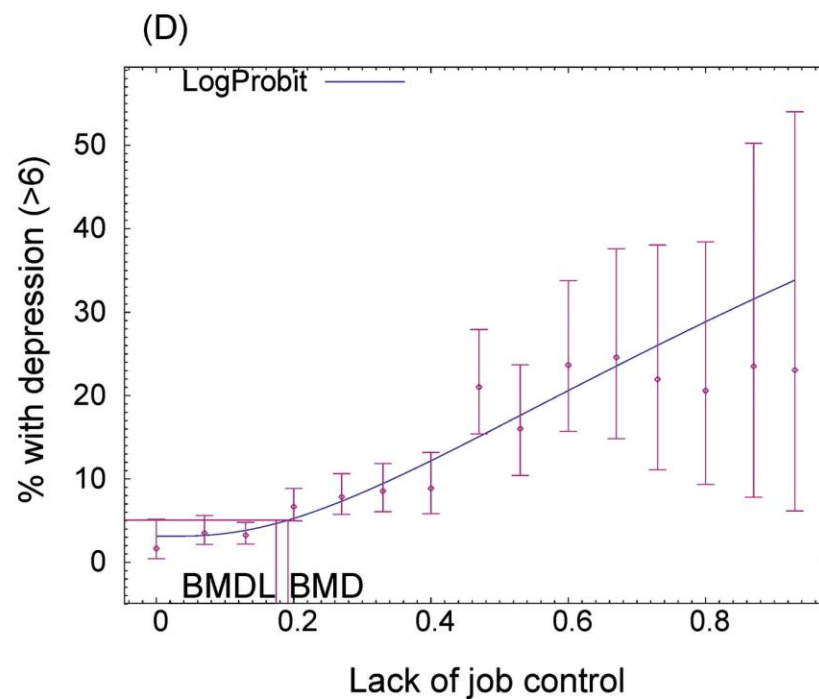 (D)
LogProbit
% with depression (>6)
50
40
30
20
10
0
BMDL BMD
0 0.2 0.4 0.6 0.8
Lack of job control